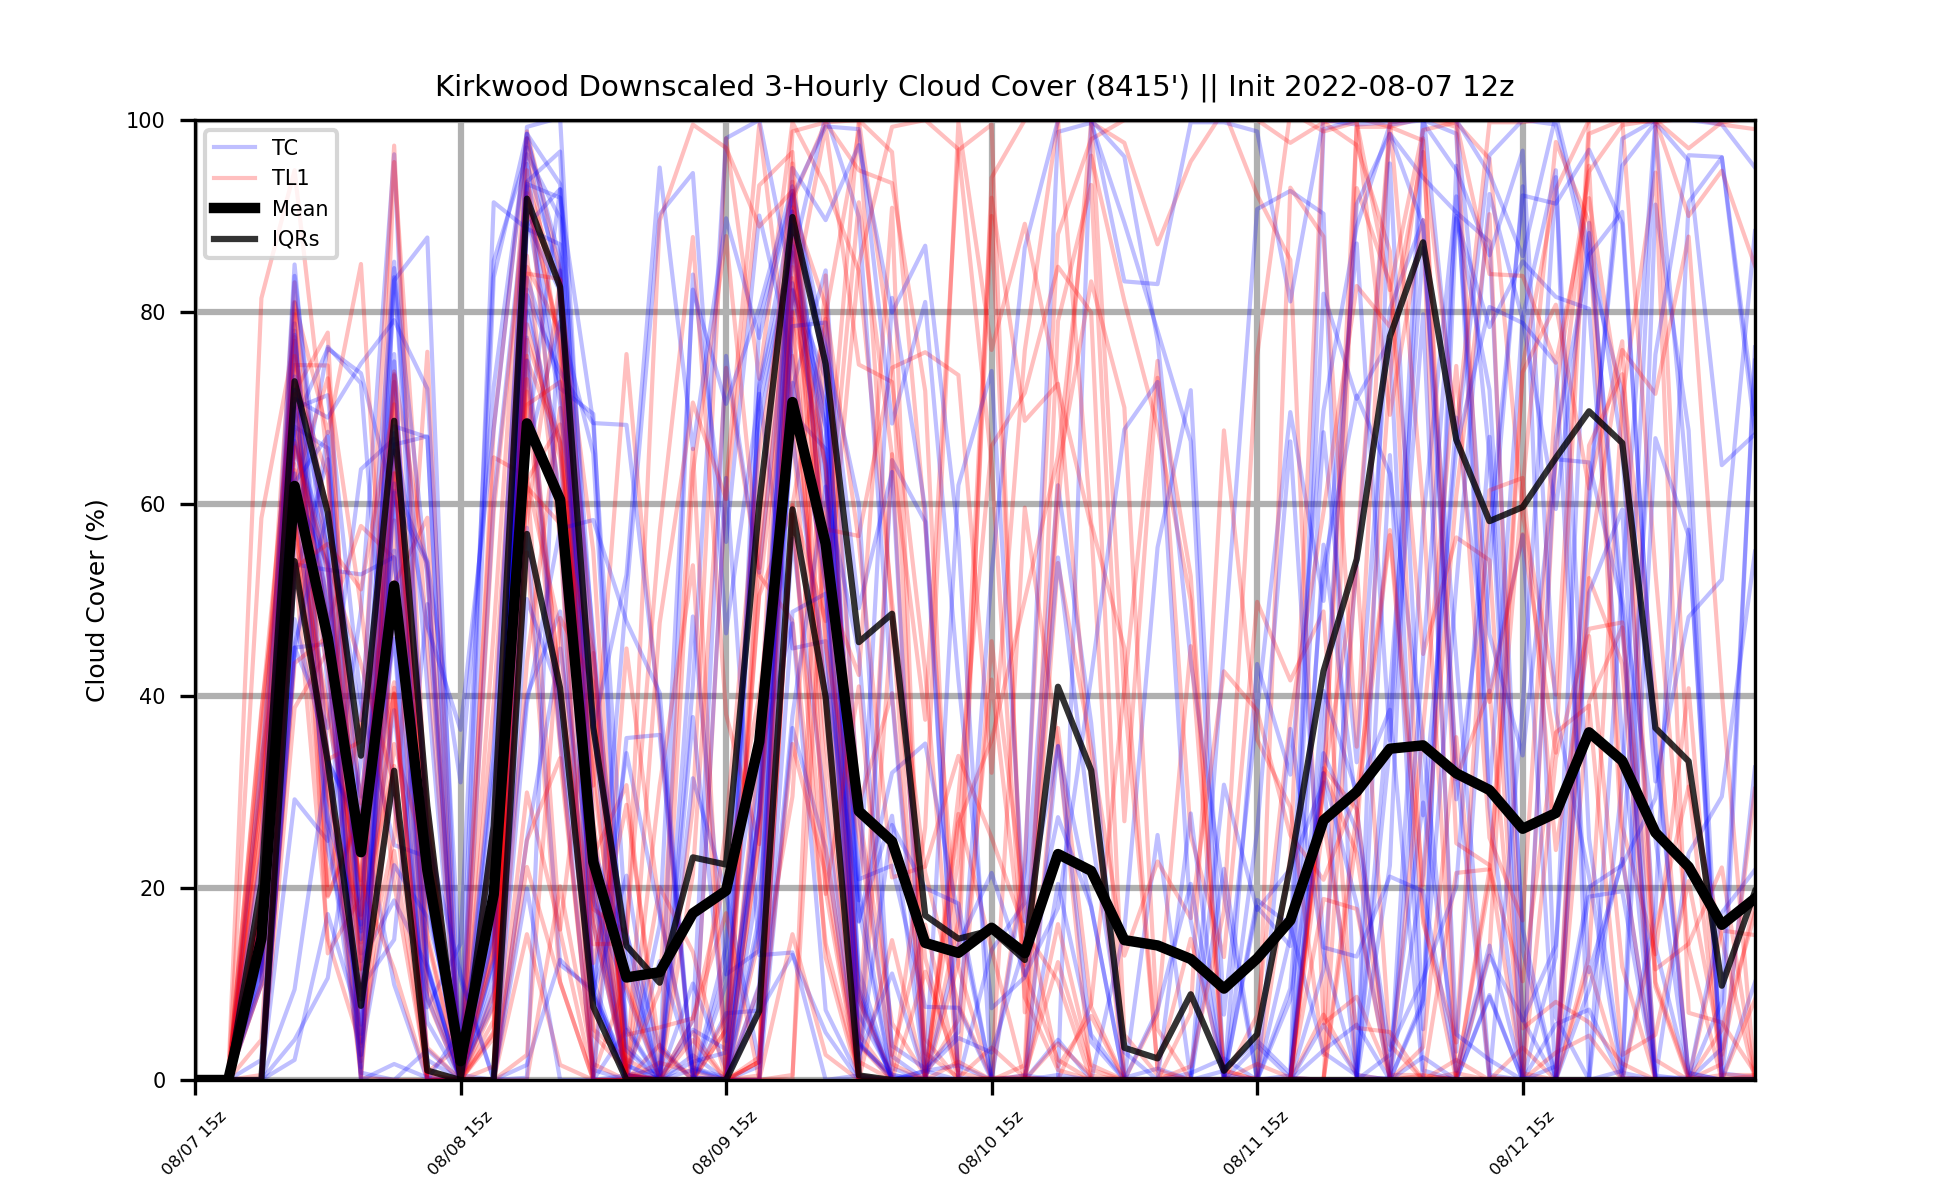 Kirkwood Downscaled 3-Hourly Cloud Cover (8415') || Init 2022-08-07 12z
100
80
60
40
20
0
Cloud Cover (%)
TC
TL1
Mean
IQRs
08/07 15z
08/08 15z
08/09 15z
08/10 15z
08/11 15z
08/12 15z